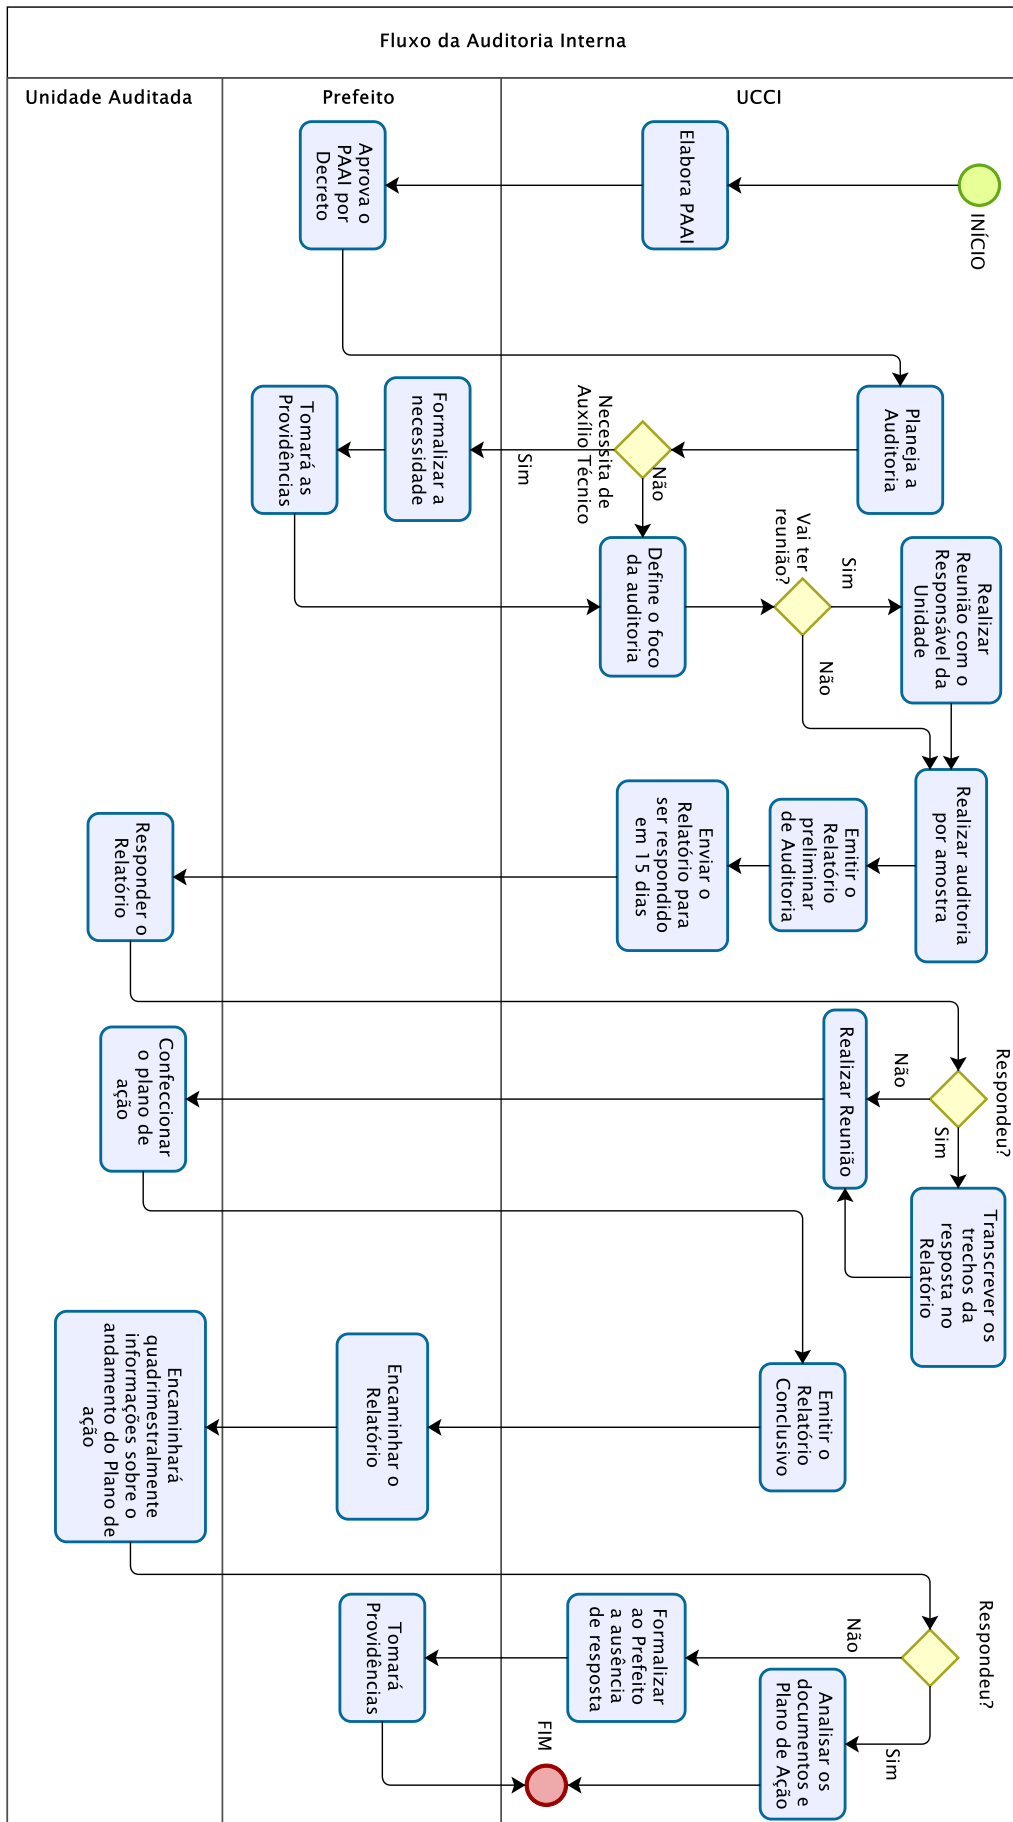 Fluxo da Auditoria Interna
Unidade Auditada
Prefeito
UCCI
INÍCIO
Elabora PAAI
Aprova o
PAAI por
Decreto
Planeja a
Auditoria
Necessita de
Auxílio Técnico
Sim
Não
Formalizar a
necessidade
Tomará as
Providências
Define o foco
da auditoria
Vai ter
reunião?
Sim
Não
Realizar
Reunião com o
Responsável da
Unidade
Realizar auditoria
por amostra
Emitir o
Relatório
preliminar
de Auditoria
Enviar o
Relatório para
ser respondido
em 15 dias
Responder o
Relatório
Respondeu?
Não
Sim
Transcrever os
trechos da
resposta no
Relatório
Realizar Reunião
Confeccionar
o plano de
ação
Emitir o
Relatório
Conclusivo
Encaminhar o
Relatório
Encaminhará
quadrimestralmente
informações sobre o
andamento do Plano de
ação
Respondeu?
Não
Sim
Formalizar
ao Prefeito
a ausência
de resposta
Tomará
Providências
Analisar os
documentos e
Plano de Ação
FIM